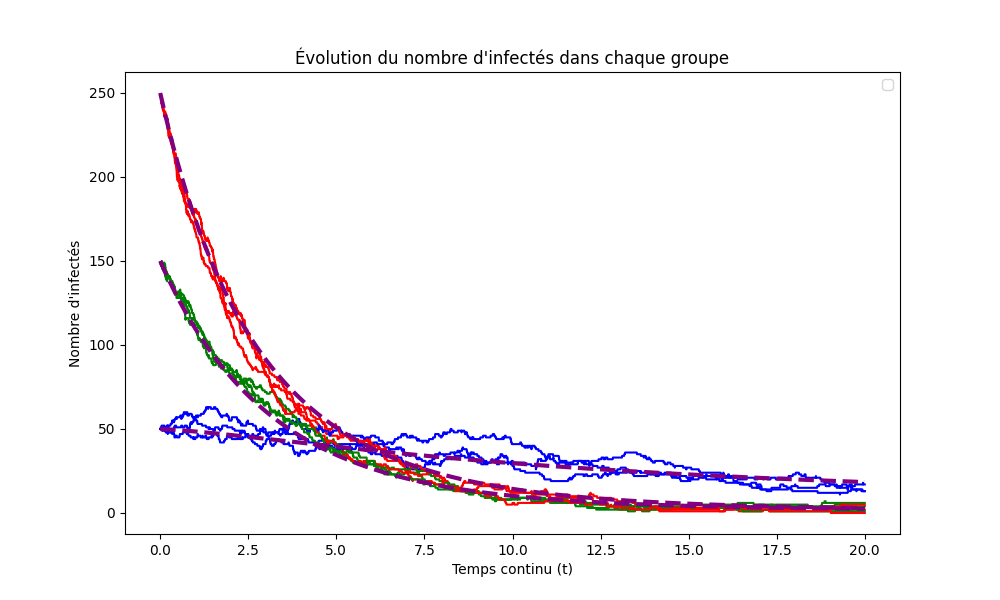 Évolution du nombre d'infectés dans chaque groupe
250
200
150
100
50
0
Nombre d'infectés
0.0 2.5 5.0 7.5 10.0 12.5 15.0 17.5 20.0
Temps continu (t)